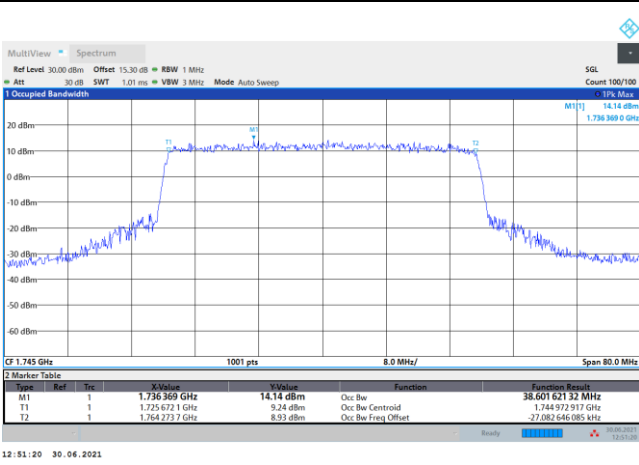 MultiView Spectrum
Ref Level 30.00 dBm Offset 15.30 dB RBW 1 MHz SGL
Att 30 dB SWT 1.01 ms VBW 3 MHz Mode Auto Sweep Count 100/100
1 Occupied Bandwidth 1Pk Max
M1[1] 14.14 dBm
1.736 369 0 GHz
20 dBm
M1
T1
T2
10 dBm
0 dBm
-10 dBm
-20 dBm
-30 dBm
-40 dBm
-50 dBm
-60 dBm
CF 1.745 GHz 1001 pts 8.0 MHz/ Span 80.0 MHz
2 Marker Table
Type Ref Trc X-Value Y-Value Function Function Result
M1 1 1.736 369 GHz 14.14 dBm Occ Bw 38.601 621 32 MHz
T1 1 1.725 672 1 GHz 9.24 dBm Occ Bw Centroid 1.744 972 917 GHz
T2 1 1.764 273 7 GHz 8.93 dBm Occ Bw Freq Offset -27.082 646 085 kHz
Ready 30.06.2021
12:51:20
12:51:20 30.06.2021